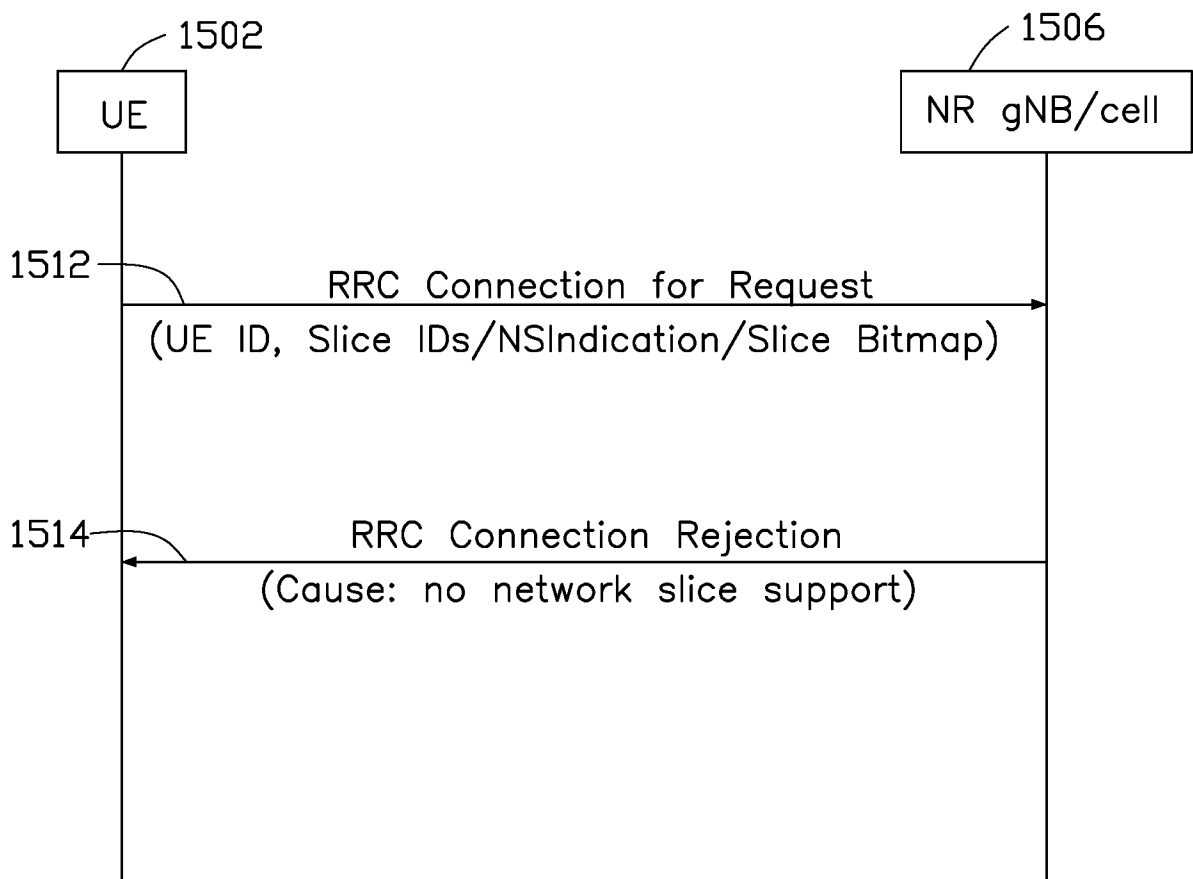 1502
1506
UE
NR gNB/cell
1512
RRC Connection for Request
(UE ID, Slice IDs/NSIndication/Slice Bitmap)
1514
RRC Connection Rejection
(Cause: no network slice support)